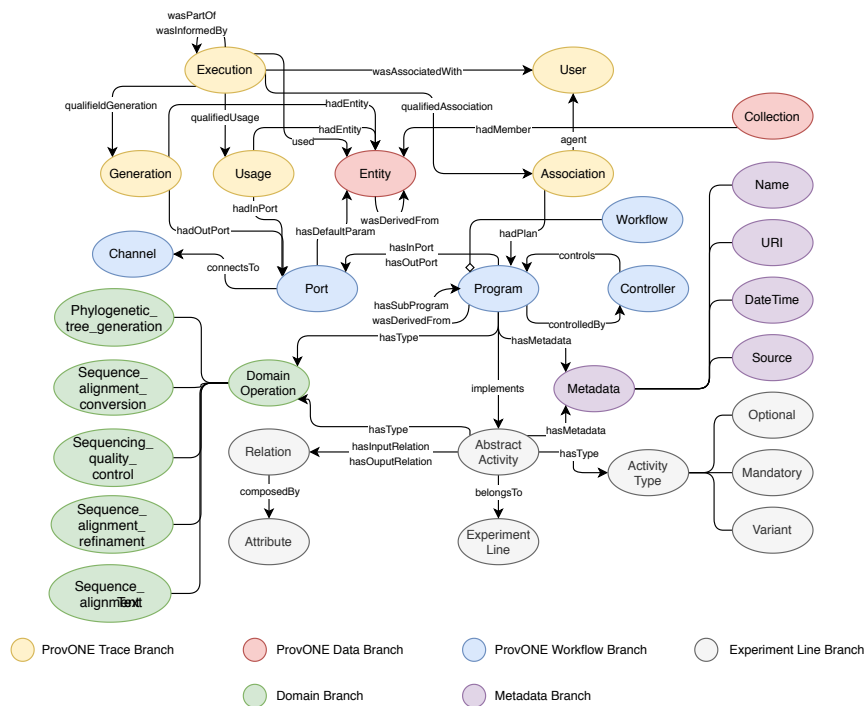 wasPartOf
wasInformedBy
Execution
wasAssociatedWith
User
qualifieldGeneration
hadEntity
qualifiedAssociation
qualifiedUsage
hadEntity
used
hadMember
Collection
agent
Generation
Usage
Entity
Association
Name
hadInPort
wasDerivedFrom
Workflow
hadOutPort
hasDefaultParam
hadPlan
URI
Channel
hasInPort
controls
connectsTo
hasOutPort
Port
Program
Controller
DateTime
Phylogenetic_
tree_generation
hasSubProgram
wasDerivedFrom
controlledBy
hasType
hasMetadata
Source
Sequence_
alignment_
conversion
Domain
Operation
implements
Metadata
Optional
hasType
hasMetadata
Sequencing_
quality_
control
Relation
hasInputRelation
hasOuputRelation
Abstract
Activity
hasType
Activity
Type
Mandatory
composedBy
belongsTo
Sequence_
alignment_
refinament
Attribute
Experiment
Line
Variant
Sequence_
alignment
Text
ProvONE Trace Branch
ProvONE Data Branch
ProvONE Workflow Branch
Experiment Line Branch
Domain Branch
Metadata Branch